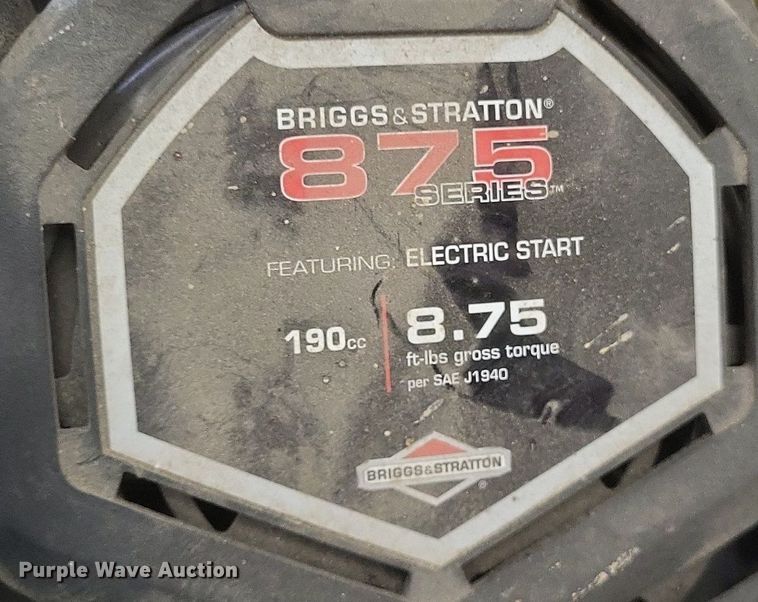 BRIGGS & STRATTON®
875
SERIES™
FEATURING: ELECTRIC START
190cc
8.75
ft-lbs gross torque
per SAE J1940
BRIGGS&STRATTON
®
Purple Wave Auction